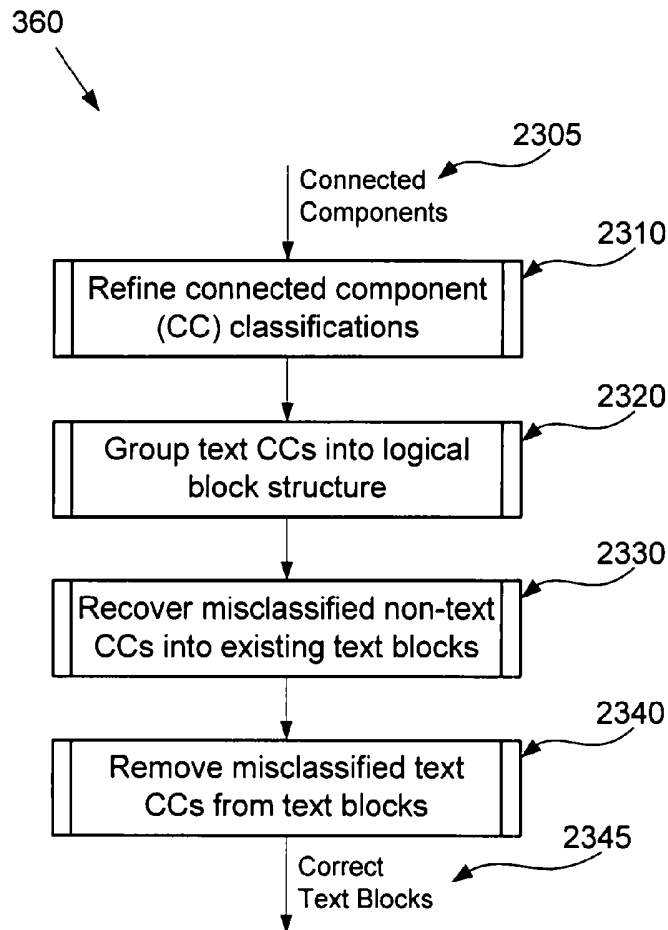 360
2305
Connected
Components
2310
Refine connected component
(CC) classifications
2320
Group text CCs into logical
block structure
2330
Recover misclassified non-text
CCs into existing text blocks
2340
Remove misclassified text
CCs from text blocks
2345
Correct
Text Blocks